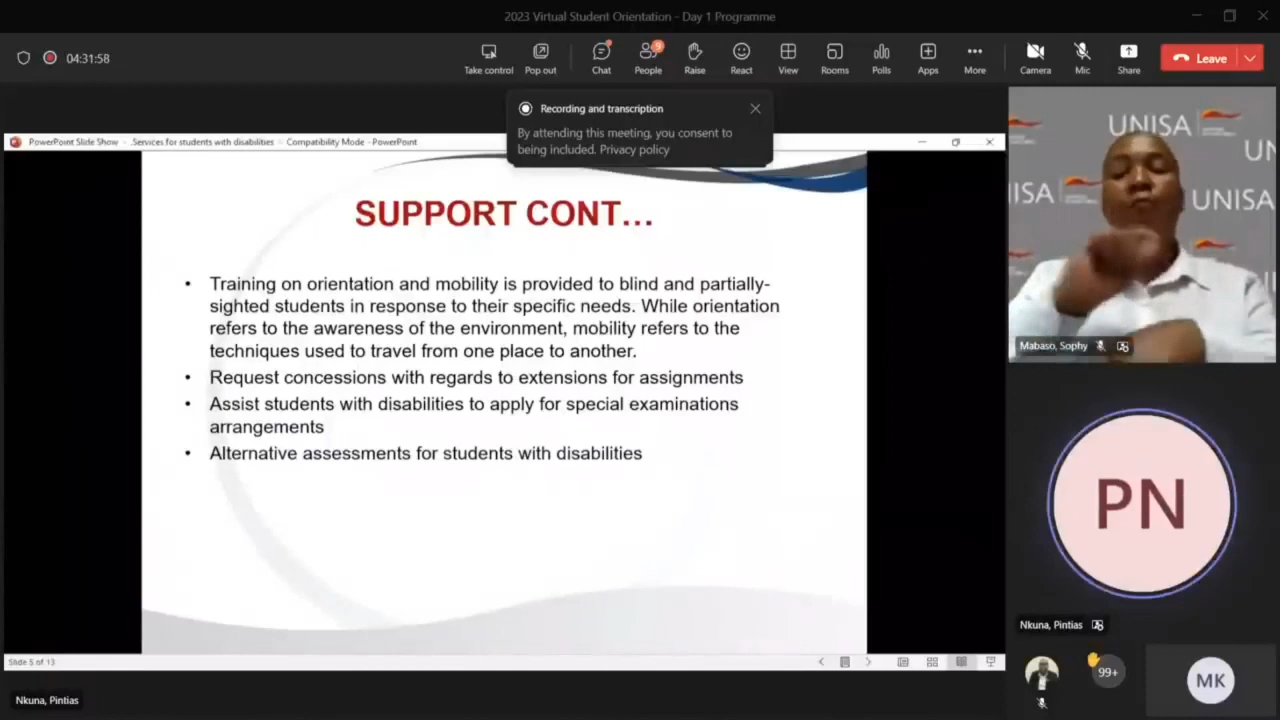 2023 Virtual Student Orientation - Day 1 Programme
04:31:58
Take control
Pop out
Chat
9
People
Raise
React
View
Rooms
Polls
Apps
More
Camera
Mic
Share
Leave
Recording and transcription
By attending this meeting, you consent to
being included. Privacy policy
PowerPoint Slide Show - .Services for students with disabilities - Compatibility Mode - PowerPoint
SUPPORT CONT...
• Training on orientation and mobility is provided to blind and partially-
sighted students in response to their specific needs. While orientation
refers to the awareness of the environment, mobility refers to the
techniques used to travel from one place to another.
• Request concessions with regards to extensions for assignments
• Assist students with disabilities to apply for special examinations
arrangements
• Alternative assessments for students with disabilities
Slide 5 of 13
Nkuna, Pintias
UNISA
UN
NISA
UNISA
Mabaso, Sophy
PN
Nkuna, Pintias
99+
MK